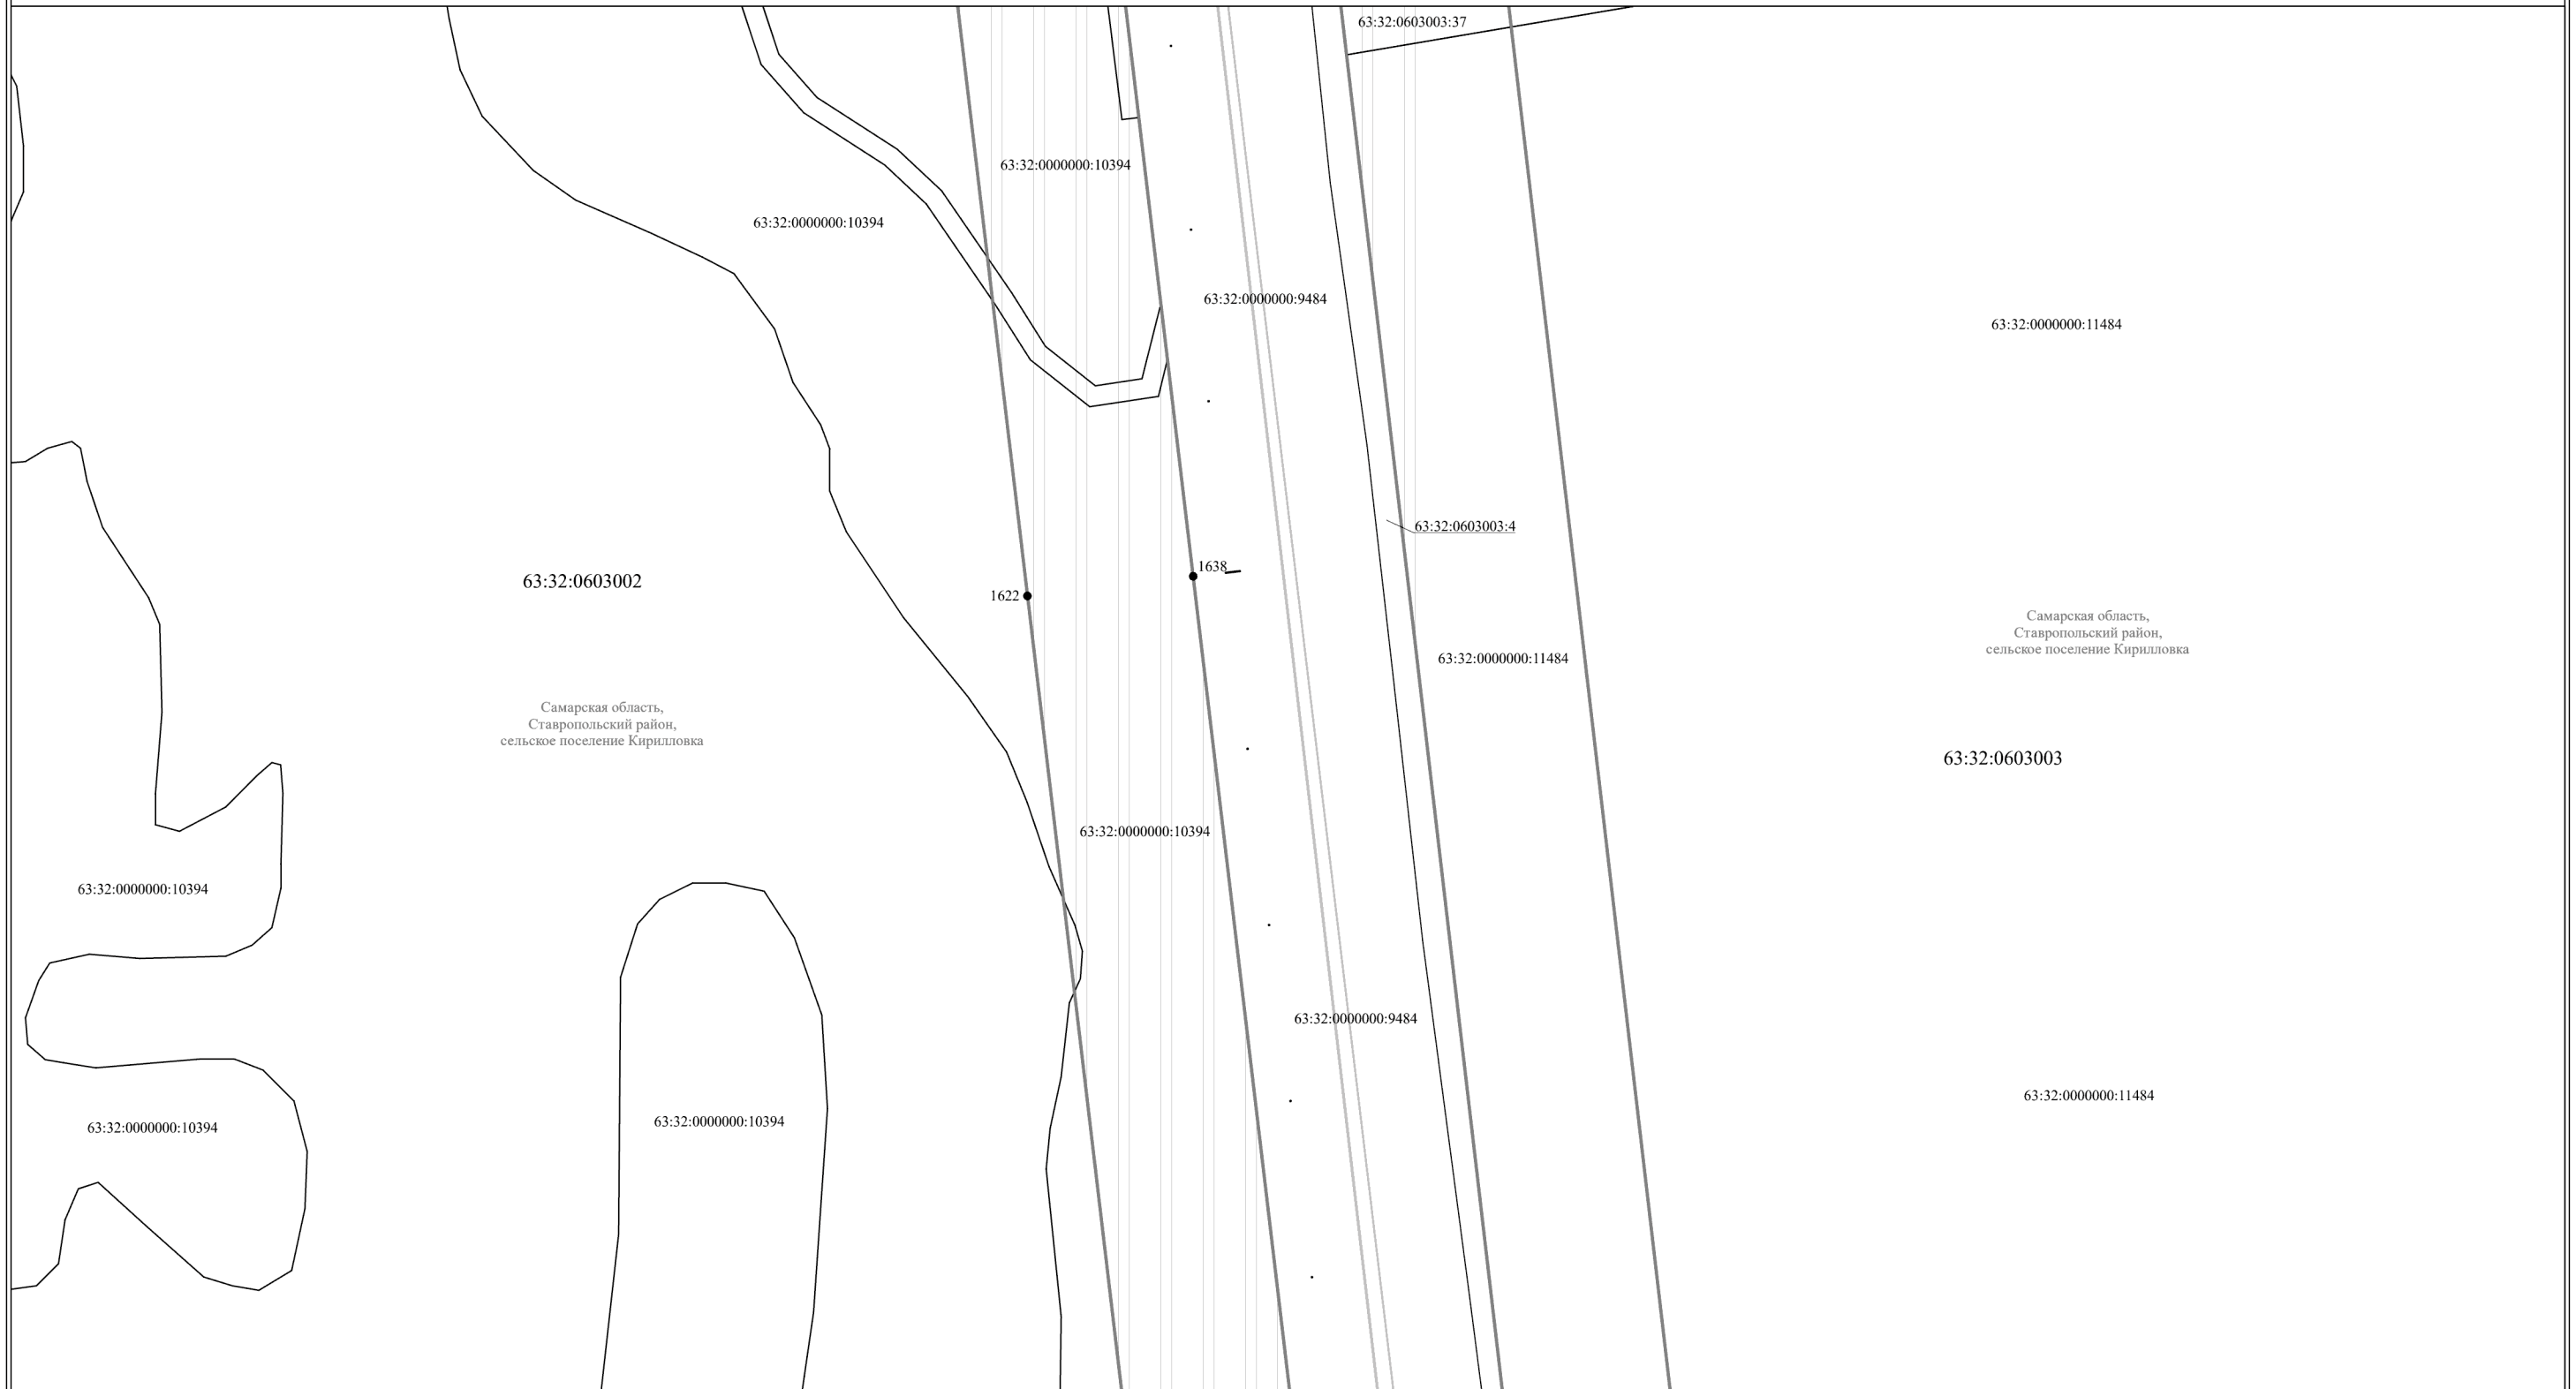 63:32:0603003:37
63:32:0000000:10394
63:32:0000000:10394
63:32:0000000:9484
63:32:0000000:11484
63:32:0603003:4
1638
63:32:0603002
1622
Самарская область,
Ставропольский район,
сельское поселение Кирилловка
63:32:0000000:11484
Самарская область,
Ставропольский район,
сельское поселение Кирилловка
63:32:0603003
63:32:0000000:10394
63:32:0000000:10394
63:32:0000000:9484
63:32:0000000:11484
63:32:0000000:10394
63:32:0000000:10394